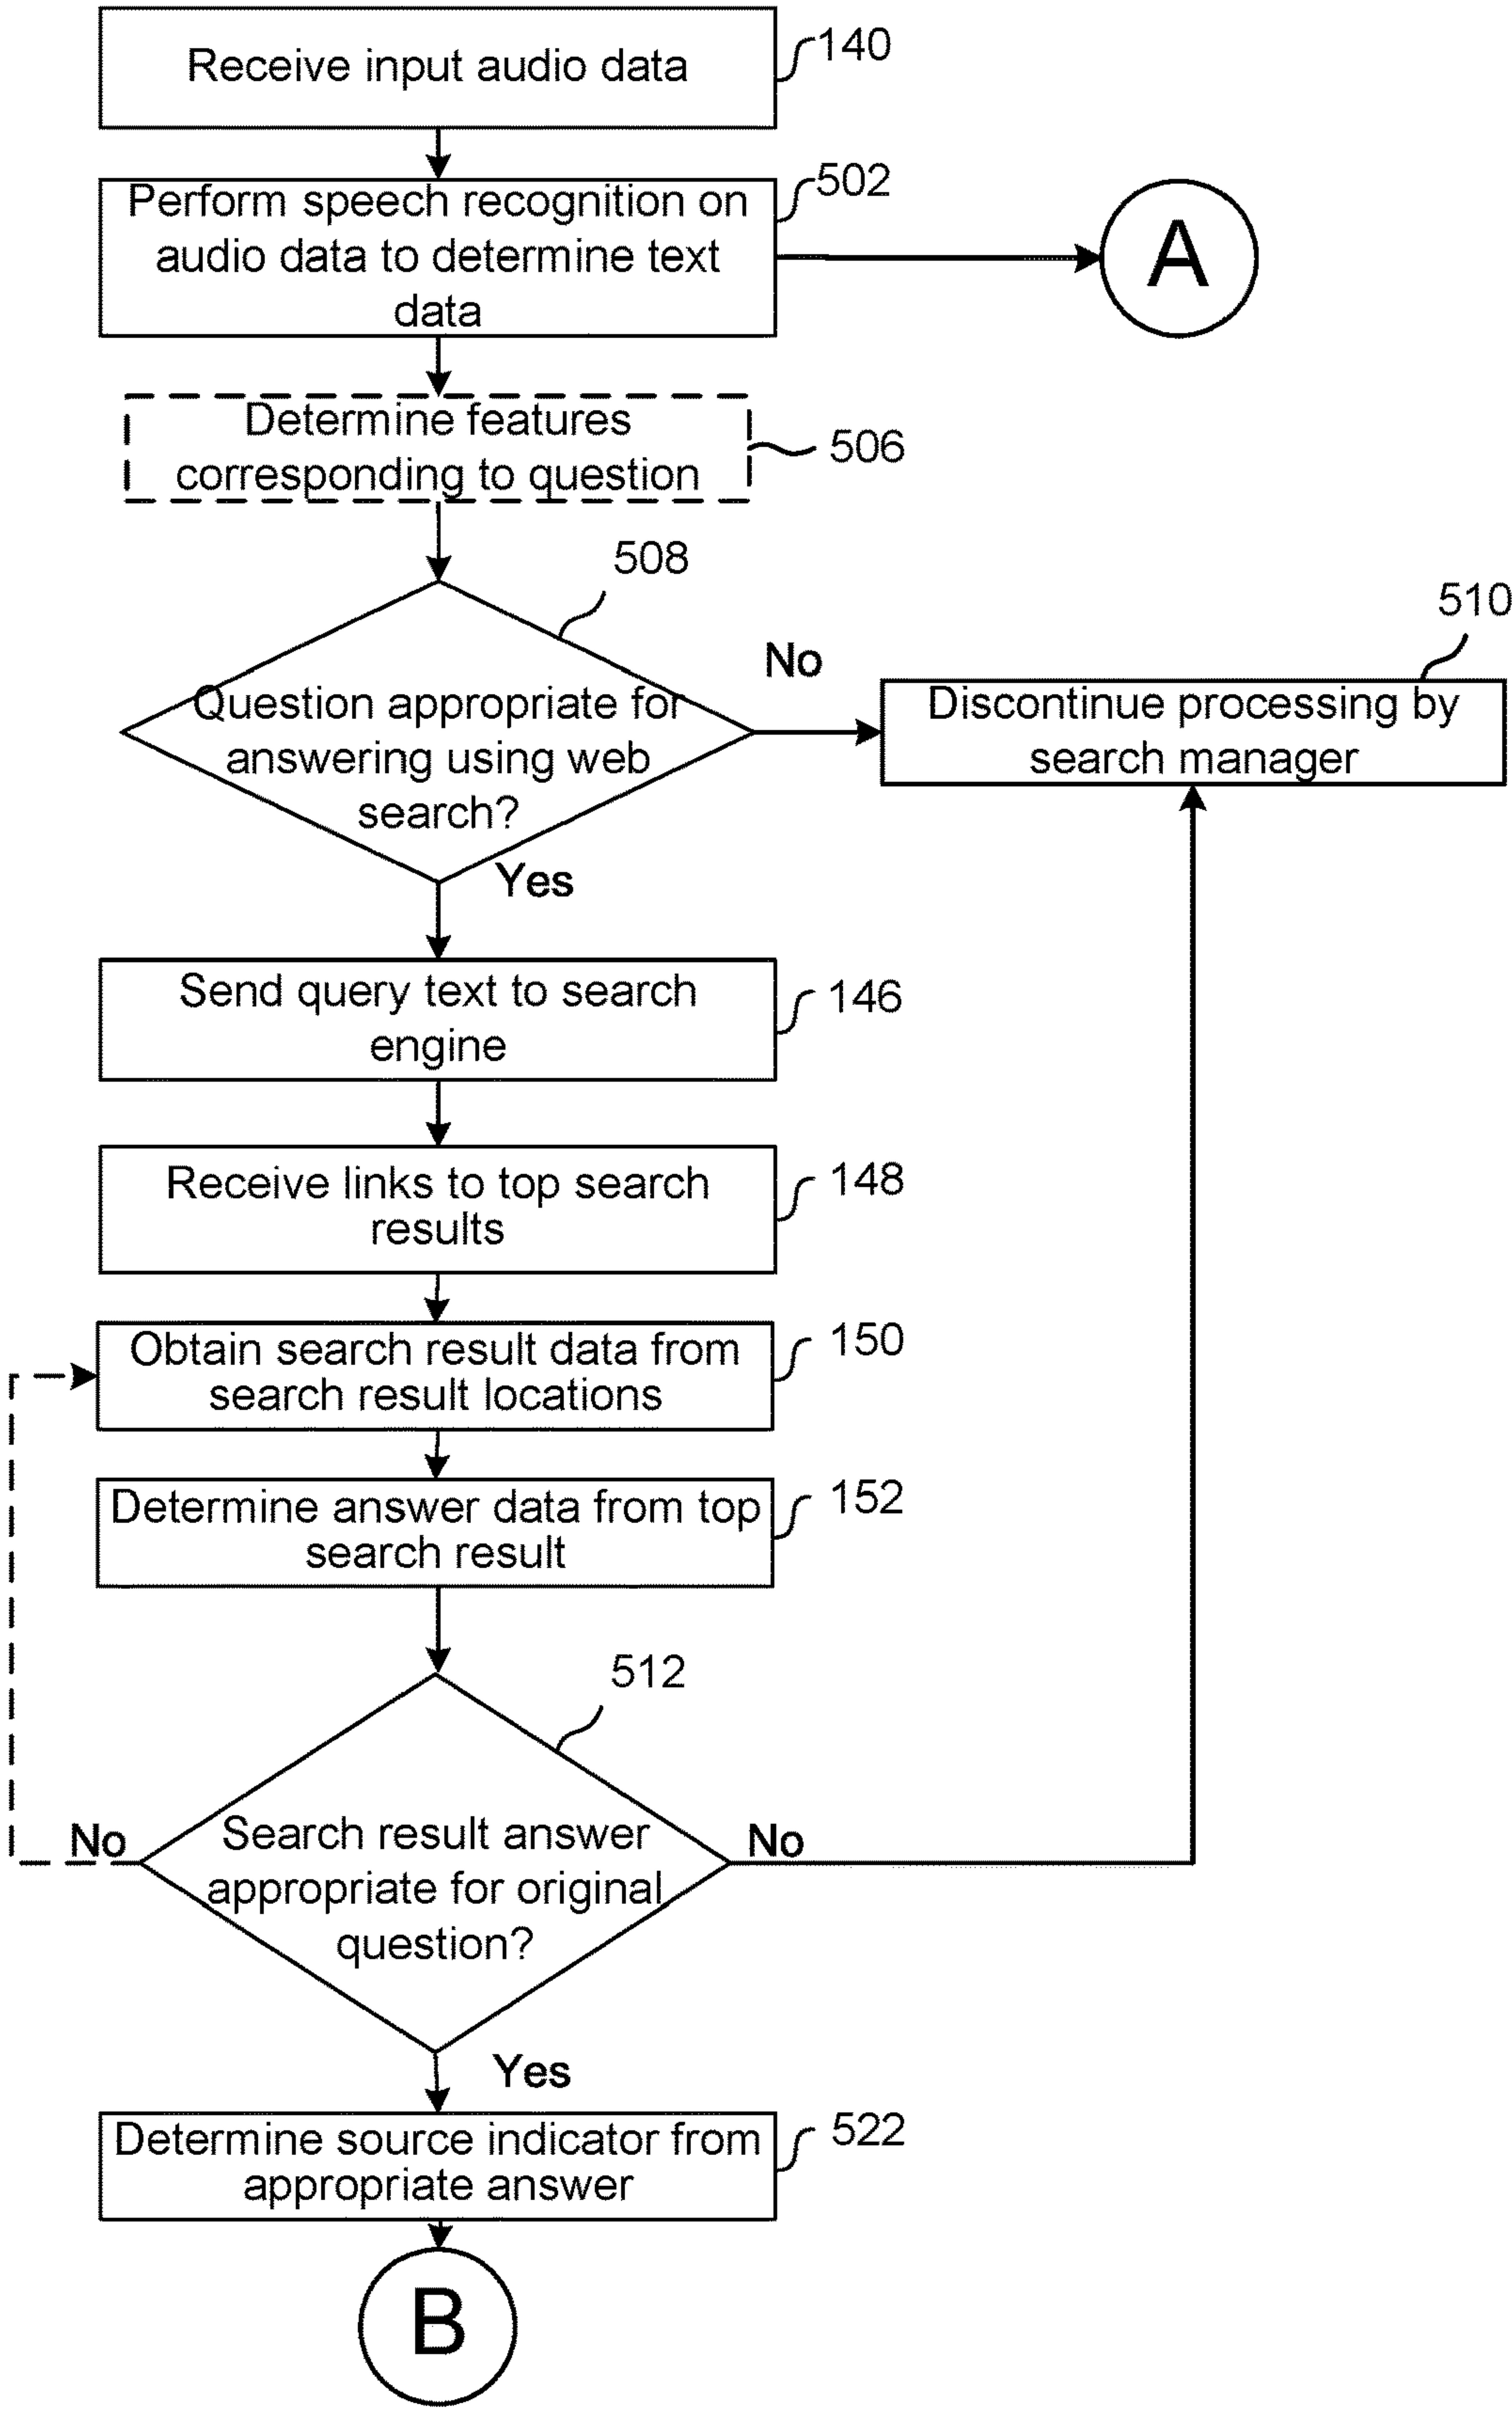 Receive input audio data
140
Perform speech recognition on
audio data to determine text
data
502
A
Determine features
corresponding to question
506
508
Question appropriate for
answering using web
search?
No
Yes
510
Discontinue processing by
search manager
Send query text to search
engine
146
Receive links to top search
results
148
Obtain search result data from
search result locations
150
Determine answer data from top
search result
152
512
Search result answer
appropriate for original
question?
No
No
Yes
Determine source indicator from
appropriate answer
522
B